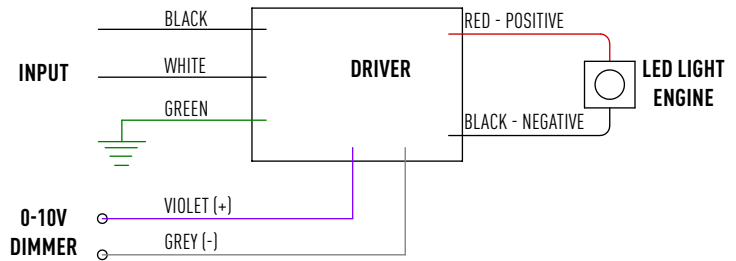 BLACK
RED - POSITIVE
INPUT
WHITE
DRIVER
LED LIGHT
ENGINE
GREEN
BLACK - NEGATIVE
0-10V
DIMMER
VIOLET (+)
GREY (-)